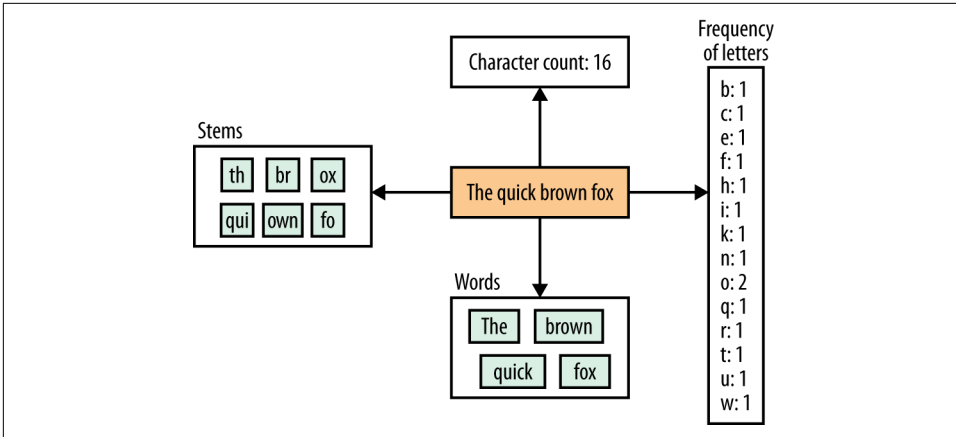 Character count: 16
Frequency
of letters
b: 1
c: 1
e: 1
f: 1
h: 1
i: 1
k: 1
n: 1
o: 2
q: 1
r: 1
t: 1
u: 1
w: 1
Stems
th br ox
qui own fo
The quick brown fox
Words
The brown
quick fox